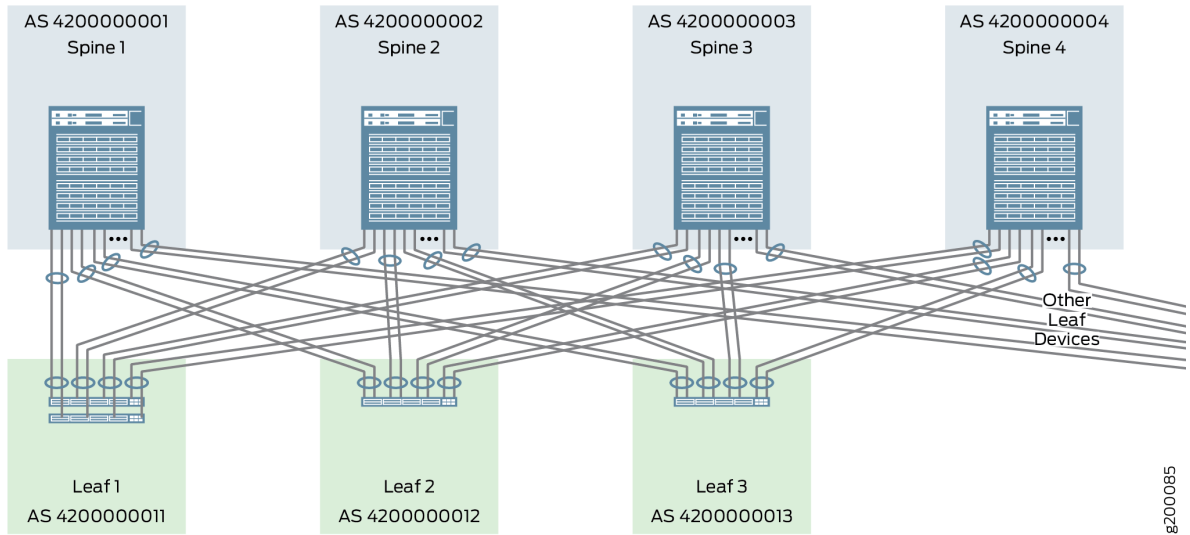 AS 4200000001
Spine 1
AS 4200000002
Spine 2
AS 4200000003
Spine 3
AS 4200000004
Spine 4
Other
Leaf
Devices
Leaf 1
AS 4200000011
Leaf 2
AS 4200000012
Leaf 3
AS 4200000013
g200085